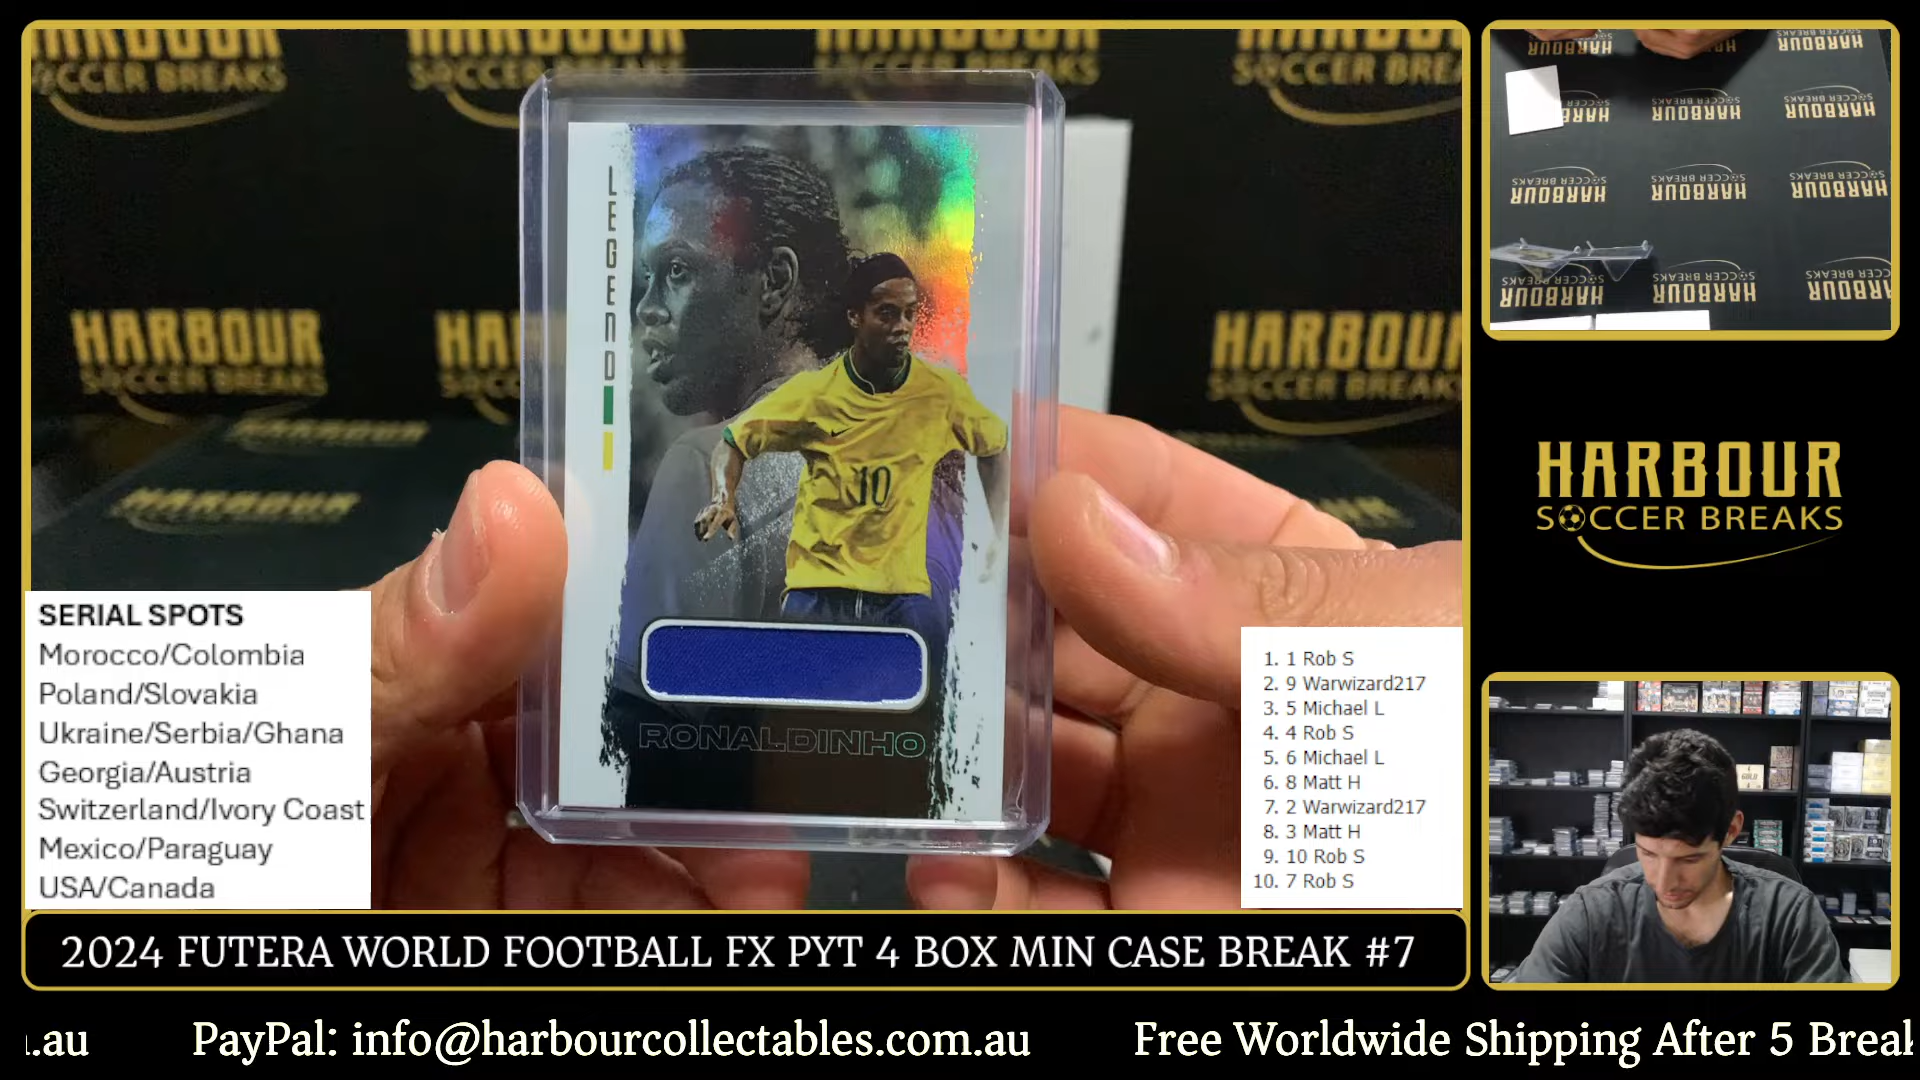 HARBOUR
SOCCER BREAKS
LEGEND
10
RONALDINHO
SERIAL SPOTS
Morocco/Colombia
Poland/Slovakia
Ukraine/Serbia/Ghana
Georgia/Austria
Switzerland/Ivory Coast
Mexico/Paraguay
USA/Canada
1. 1 Rob S
2. 9 Warwizard217
3. 5 Michael L
4. 4 Rob S
5. 6 Michael L
6. 8 Matt H
7. 2 Warwizard217
8. 3 Matt H
9. 10 Rob S
10. 7 Rob S
HARBOUR
SOCCER BREAKS
2024 FUTERA WORLD FOOTBALL FX PYT 4 BOX MIN CASE BREAK #7
.au PayPal: info@harbourcollectables.com.au Free Worldwide Shipping After 5 Break